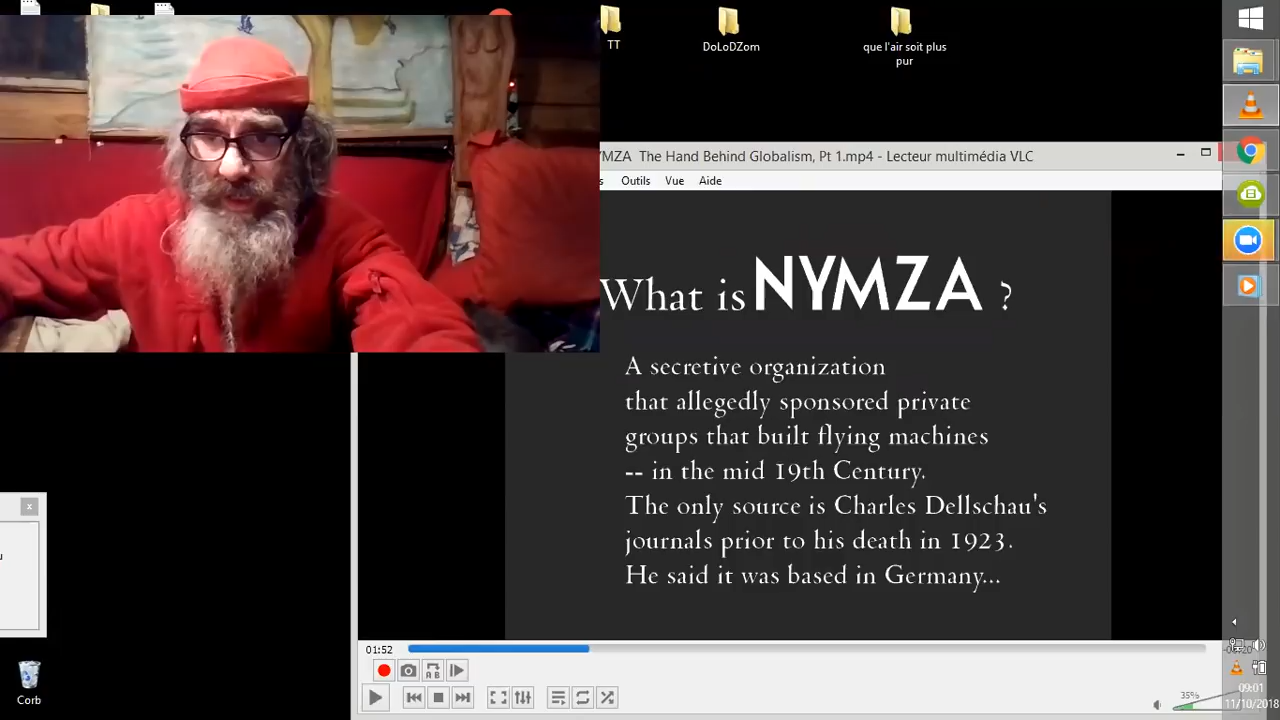 TT
DoLoDZom
que l'air soit plus
pur
YMZA The Hand Behind Globalism, Pt 1.mp4 - Lecteur multimédia VLC
s Outils Vue Aide
What is NYMZA ?
A secretive organization
that allegedly sponsored private
groups that built flying machines
-- in the mid 19th Century.
The only source is Charles Dellschau's
journals prior to his death in 1923.
He said it was based in Germany...
x
01:52
AB
Corb
35%
09:01
11/10/2018